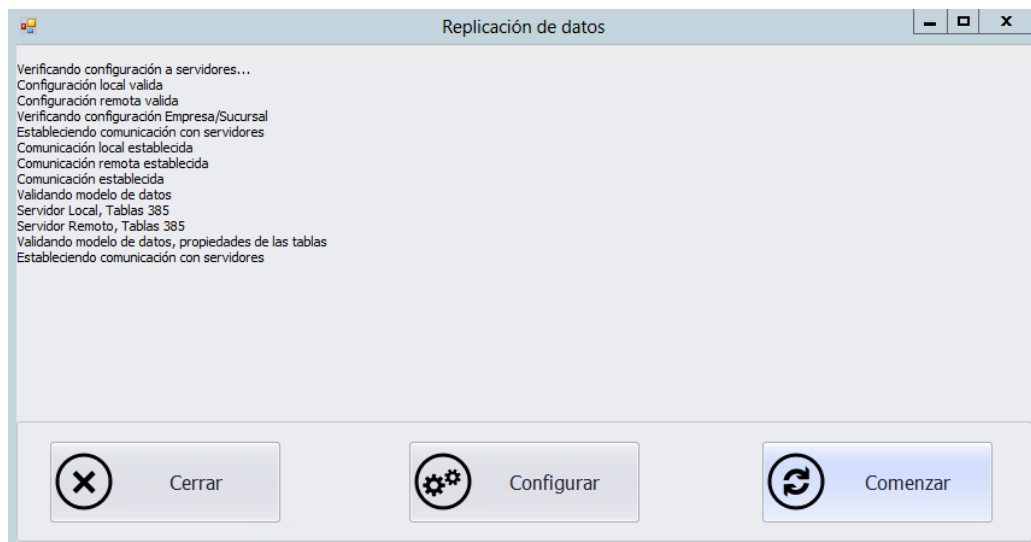 Replicación de datos
Verificando configuración a servidores...
Configuración local valida
Configuración remota valida
Verificando configuración Empresa/Sucursal
Estableciendo comunicación con servidores
Comunicación local establecida
Comunicación remota establecida
Comunicación establecida
Validando modelo de datos
Servidor Local, Tablas 385
Servidor Remoto, Tablas 385
Validando modelo de datos, propiedades de las tablas
Estableciendo comunicación con servidores
Cerrar
Configurar
Comenzar